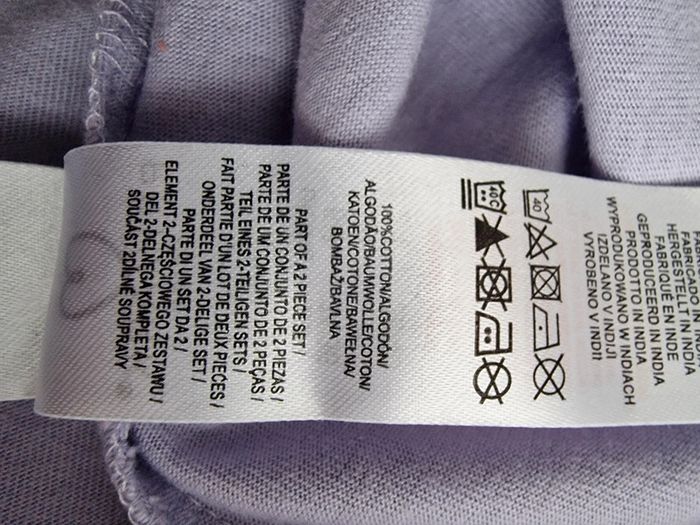 HERGESTELLT IN INDIA
FABRIQUÉ EN INDE
GEPRODUCEERD IN INDIA
PRODOTTO IN INDIA
WYPRODUKOWANO W INDIACH
IZDELANO V INDIJI
VYROBENO V INDII
40
40C
100%COTTON/ALGODÓN/
ALGODÃO/BAUMWOLLE/COTON/
KATOEN/COTONE/BAWEŁNA/
BOMBAŽ/BAVLNA
PART OF A 2 PIECE SET/
PARTE DE UN CONJUNTO DE 2 PIEZAS/
PARTE DE UM CONJUNTO DE 2 PEÇAS/
TEIL EINES 2-TEILIGEN SETS/
FAIT PARTIE D'UN LOT DE DEUX PIECES/
ONDERDEEL VAN 2-DELIGE SET/
PARTE DI UN SET DA 2/
ELEMENT 2-CZĘŚCIOWEGO ZESTAWU/
DEL 2-DELNEGA KOMPLETA/
SOUČÁST 2DÍLNÉ SOUPRAVY